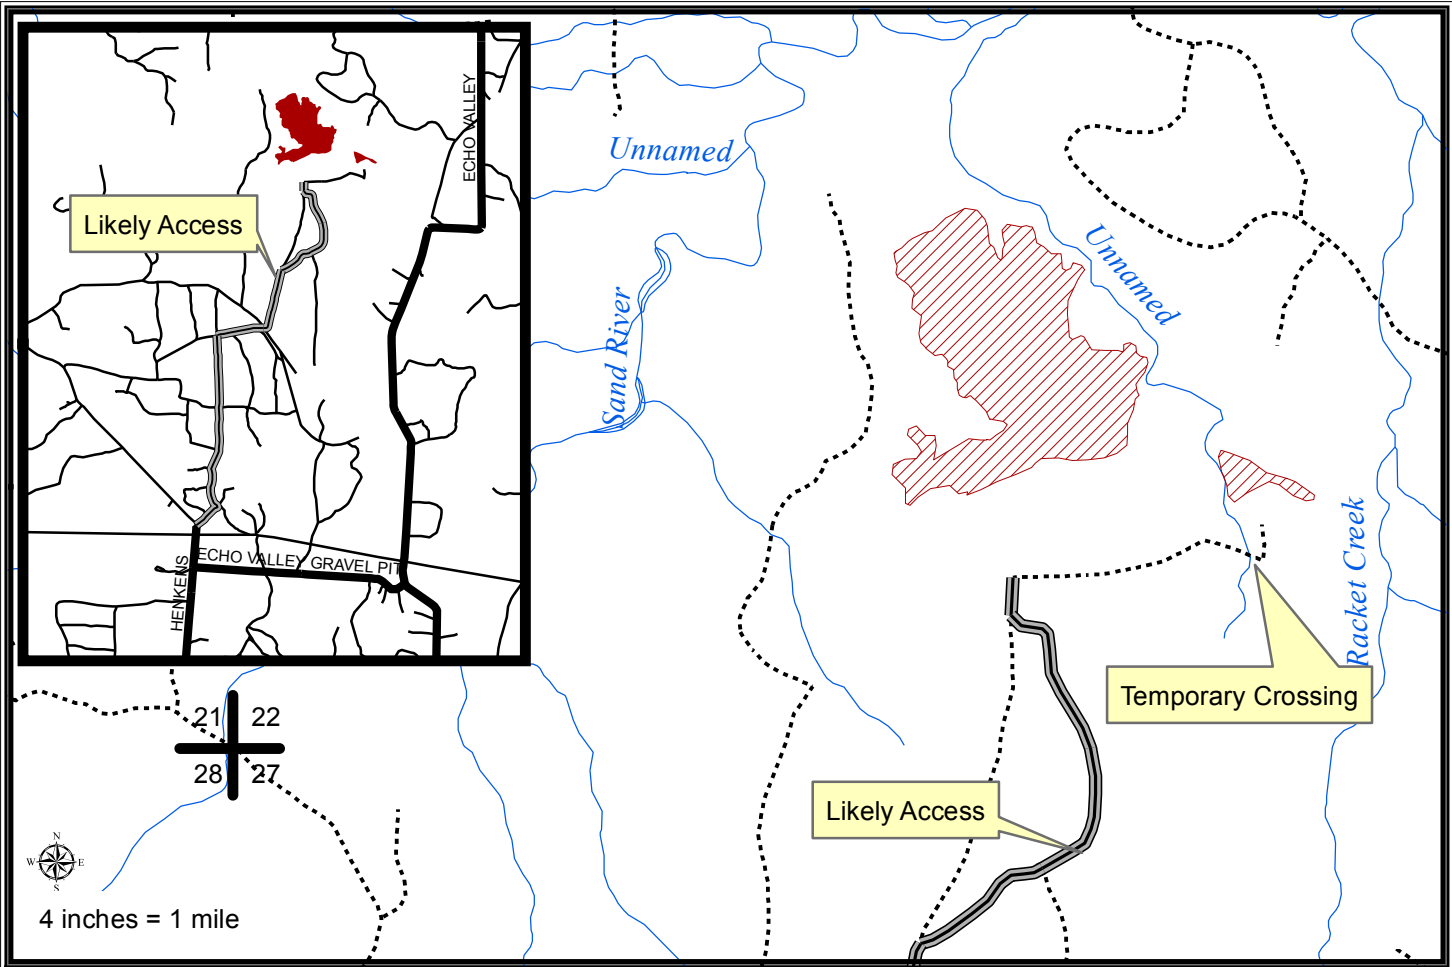 ECHO VALLEY
Likely Access
ECHO VALLEY
GRAVEL PIT
HENKENS
Unnamed
Unnamed
Sand River
Racket Creek
Temporary Crossing
Likely Access
21 22
28 27
N
W E
S
4 inches = 1 mile